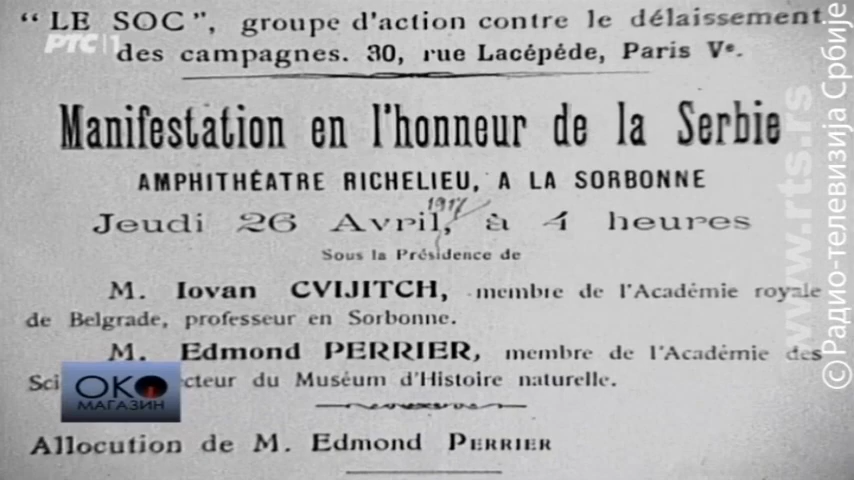 “ LE SOC ”, groupe d'action contre le délaissement
des campagnes. 30, rue Lacépéde, Paris Vᵉ.
РТС 1
Manifestation en l'honneur de la Serbie
AMPHITHÉATRE RICHELIEU, A LA SORBONNE
1917
Jeudi 26 Avril, à 4 heures
Sous la Présidence de
M. Iovan CVIJITCH, membre de l'Académie royale
de Belgrade, professeur en Sorbonne.
M. Edmond PERRIER, membre de l'Académie des
Sci cteur du Muséum d'Histoire naturelle.
ОКО
МАГАЗИН
Allocution de M. Edmond PERRIER
www.rts.rs
© Радио-телевизија Србије